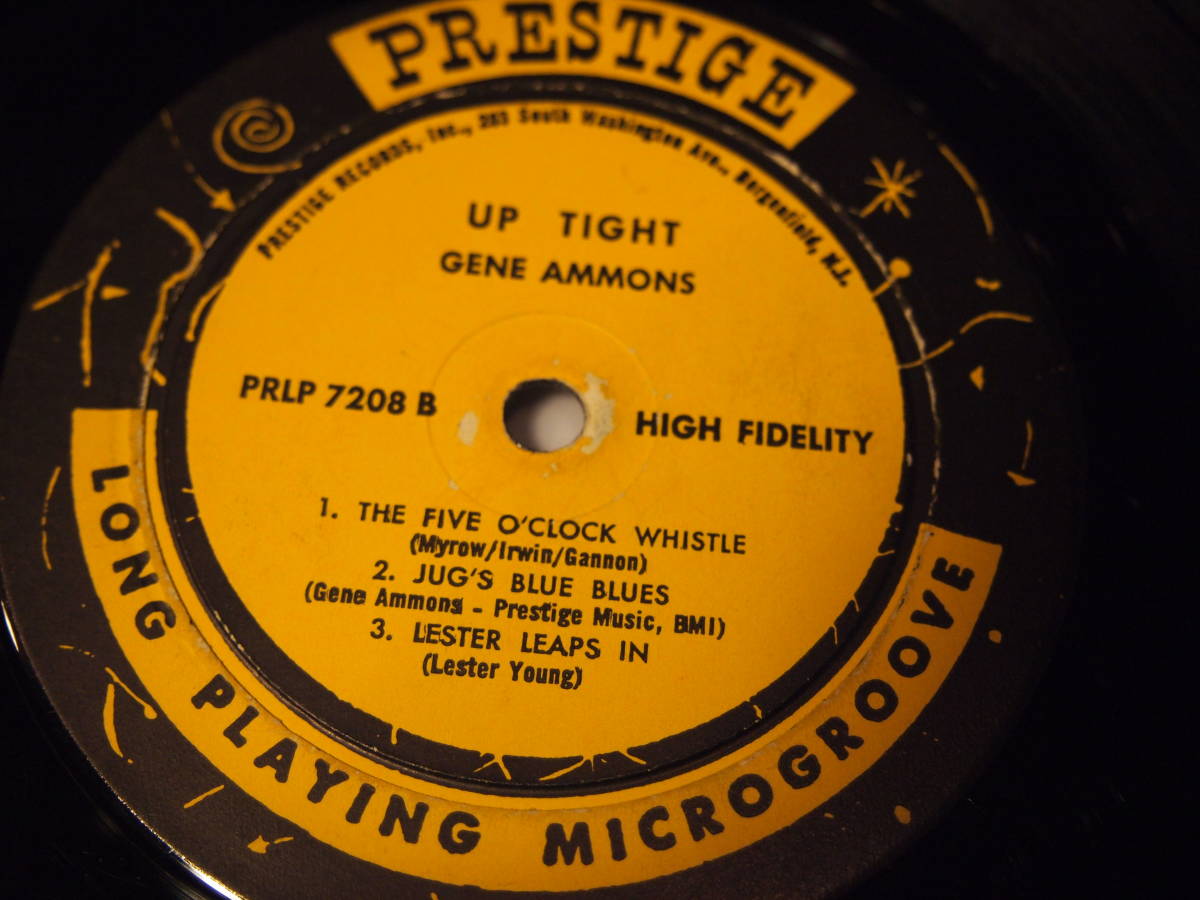 PRESTIGE
PRESTIGE RECORDS, Inc., 203 South Washington Ave., Bergenfield, N.J.
UP TIGHT
GENE AMMONS
PRLP 7208 B
HIGH FIDELITY
1. THE FIVE O'CLOCK WHISTLE
(Myrow/Irwin/Gannon)
2. JUG'S BLUE BLUES
(Gene Ammons - Prestige Music, BMI)
3. LESTER LEAPS IN
(Lester Young)
LONG PLAYING MICROGROOVE